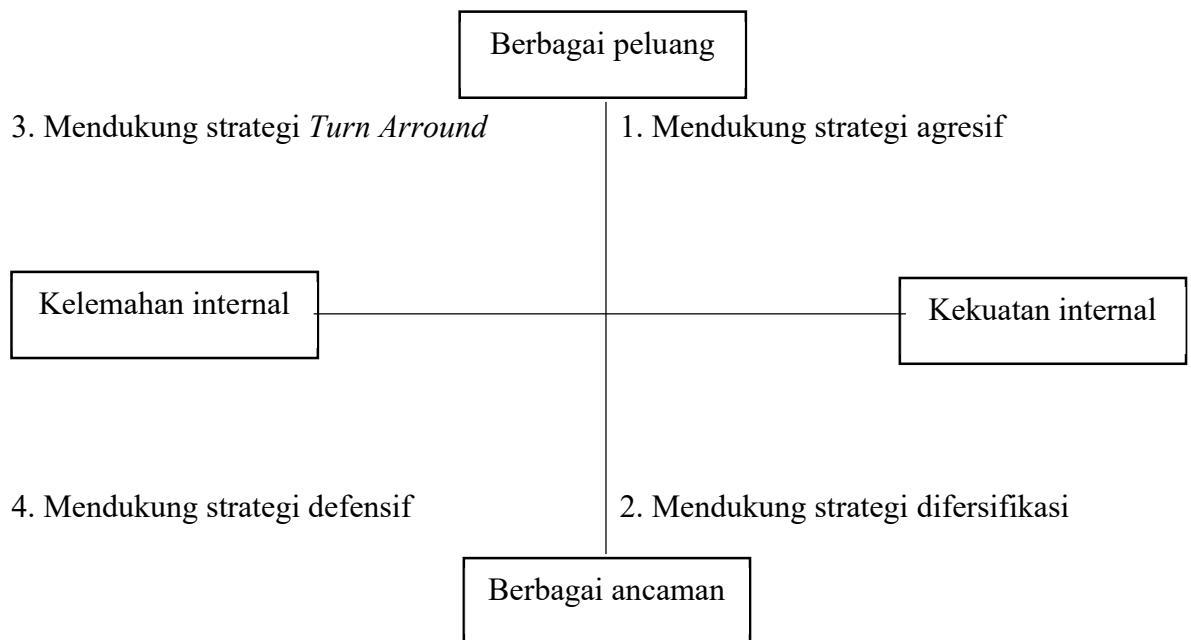 Berbagai peluang
3. Mendukung strategi Turn Arround
1. Mendukung strategi agresif
Kelemahan internal
Kekuatan internal
4. Mendukung strategi defensif
2. Mendukung strategi difersifikasi
Berbagai ancaman